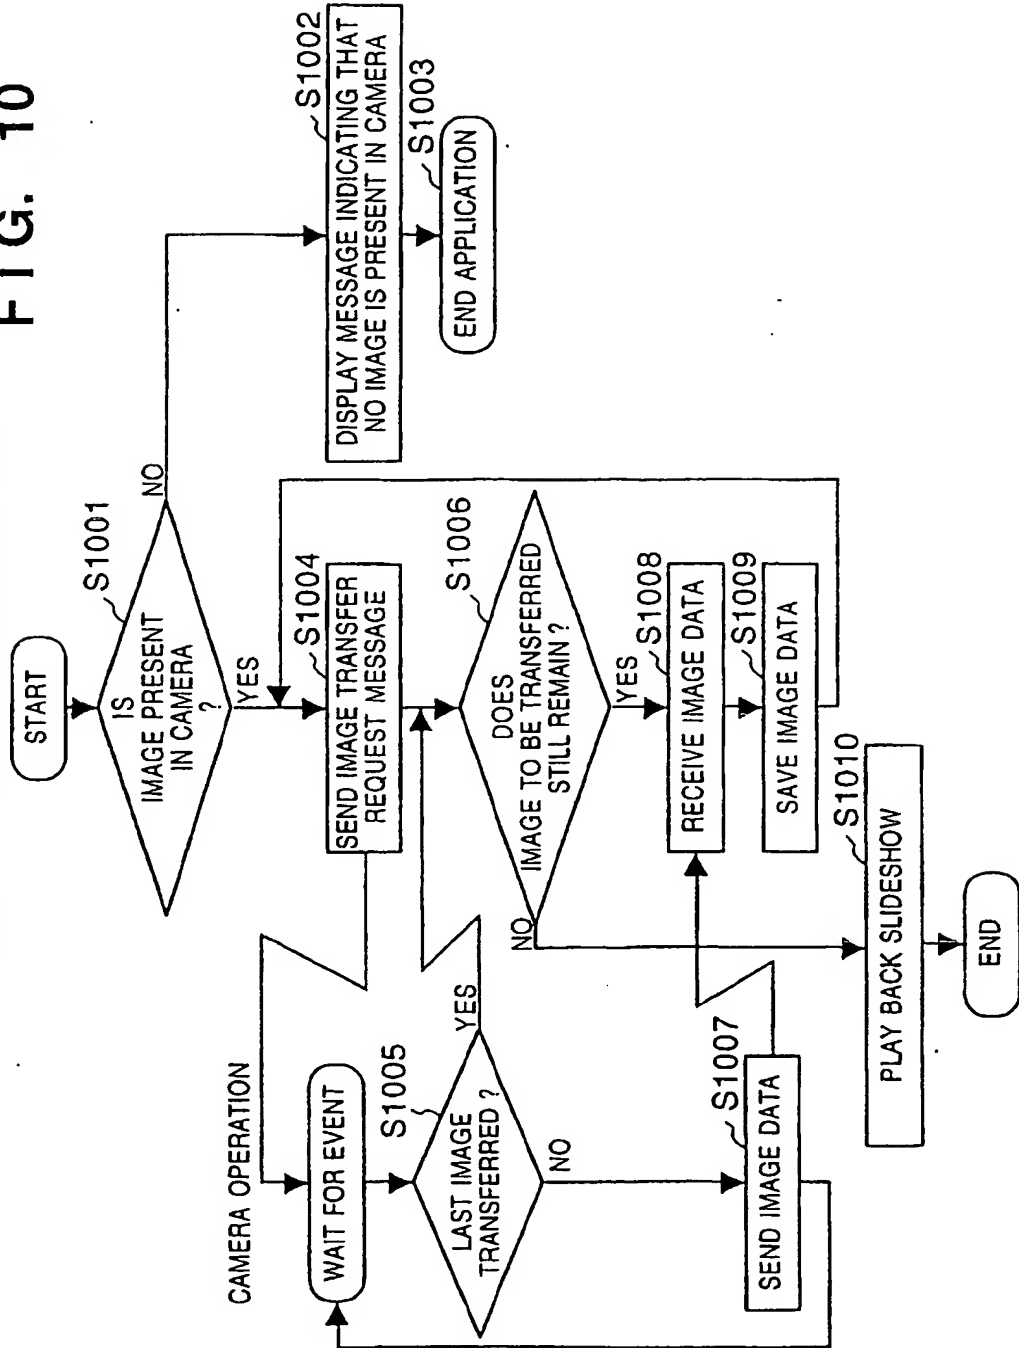 FIG. 10
START
S1001
IS
IMAGE PRESENT
IN CAMERA
?
NO
YES
S1002
DISPLAY MESSAGE INDICATING THAT
NO IMAGE IS PRESENT IN CAMERA
S1003
END APPLICATION
S1004
SEND IMAGE TRANSFER
REQUEST MESSAGE
CAMERA OPERATION
WAIT FOR EVENT
S1005
LAST IMAGE
TRANSFERRED ?
YES
NO
S1006
DOES
IMAGE TO BE TRANSFERRED
STILL REMAIN ?
NO
YES
S1007
SEND IMAGE DATA
S1008
RECEIVE IMAGE DATA
S1009
SAVE IMAGE DATA
S1010
PLAY BACK SLIDESHOW
END